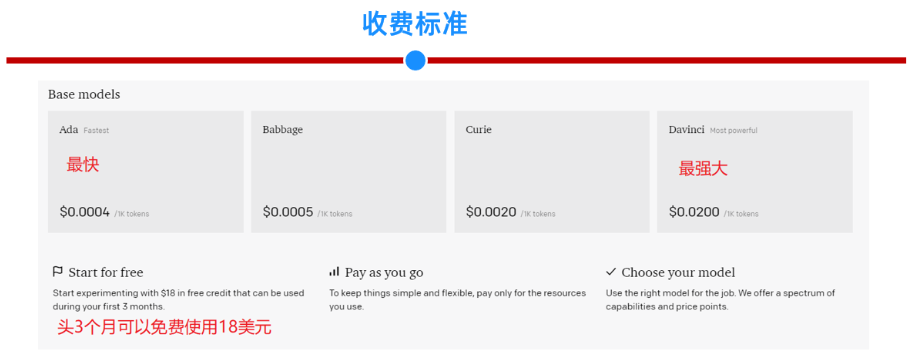 收费标准
Base models
Ada Fastest
Babbage
Curie
Davinci Most powerful
最快
最强大
$0.0004 /1K tokens
$0.0005 /1K tokens
$0.0020 /1K tokens
$0.0200 /1K tokens
Start for free
Start experimenting with $18 in free credit that can be used
during your first 3 months.
头3个月可以免费使用18美元
Pay as you go
To keep things simple and flexible, pay only for the resources
you use.
Choose your model
Use the right model for the job. We offer a spectrum of
capabilities and price points.